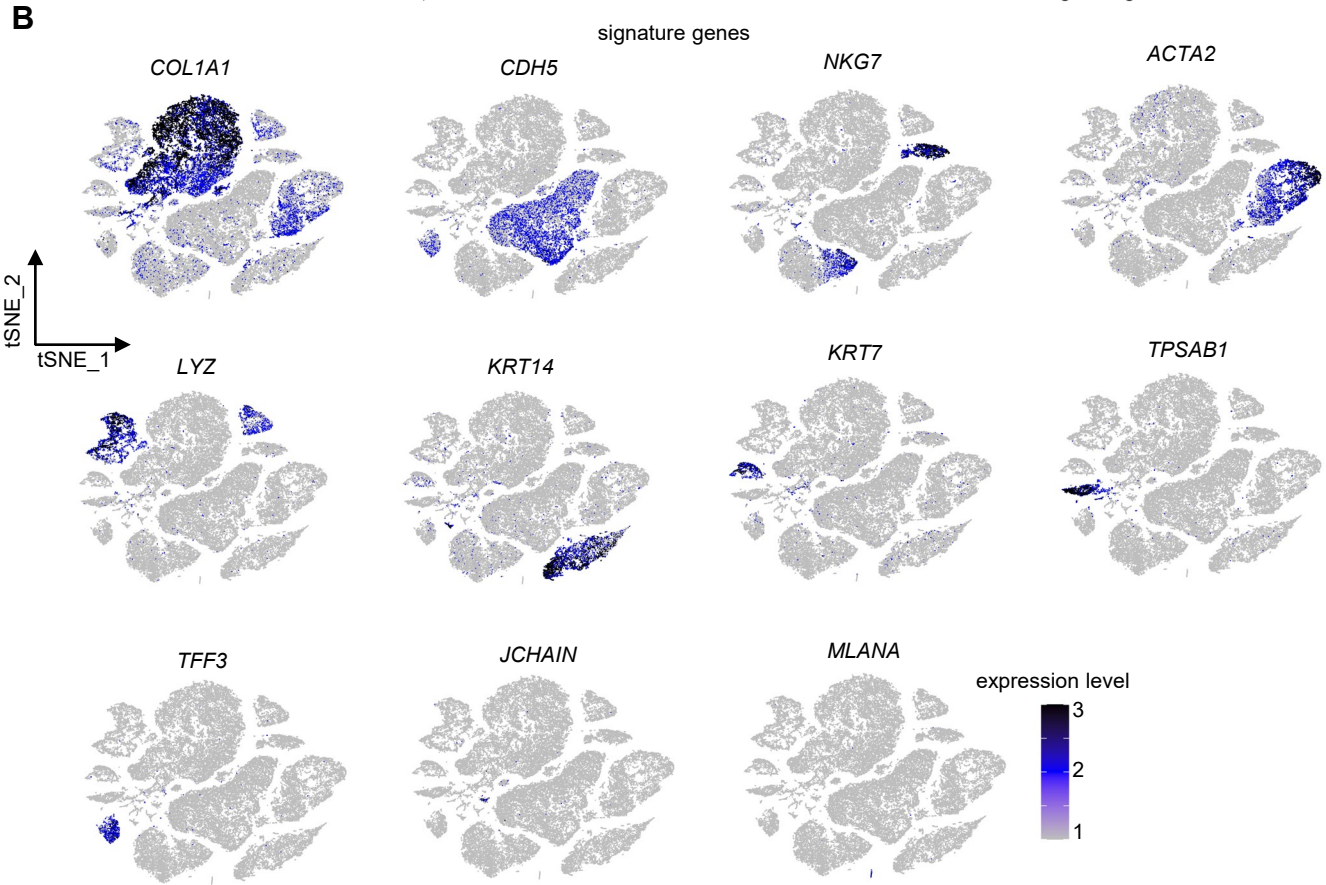 B
signature genes
COL1A1
CDH5
NKG7
ACTA2
tSNE_2
tSNE_1
LYZ
KRT14
KRT7
TPSAB1
TFF3
JCHAIN
MLANA
expression level
3
2
1